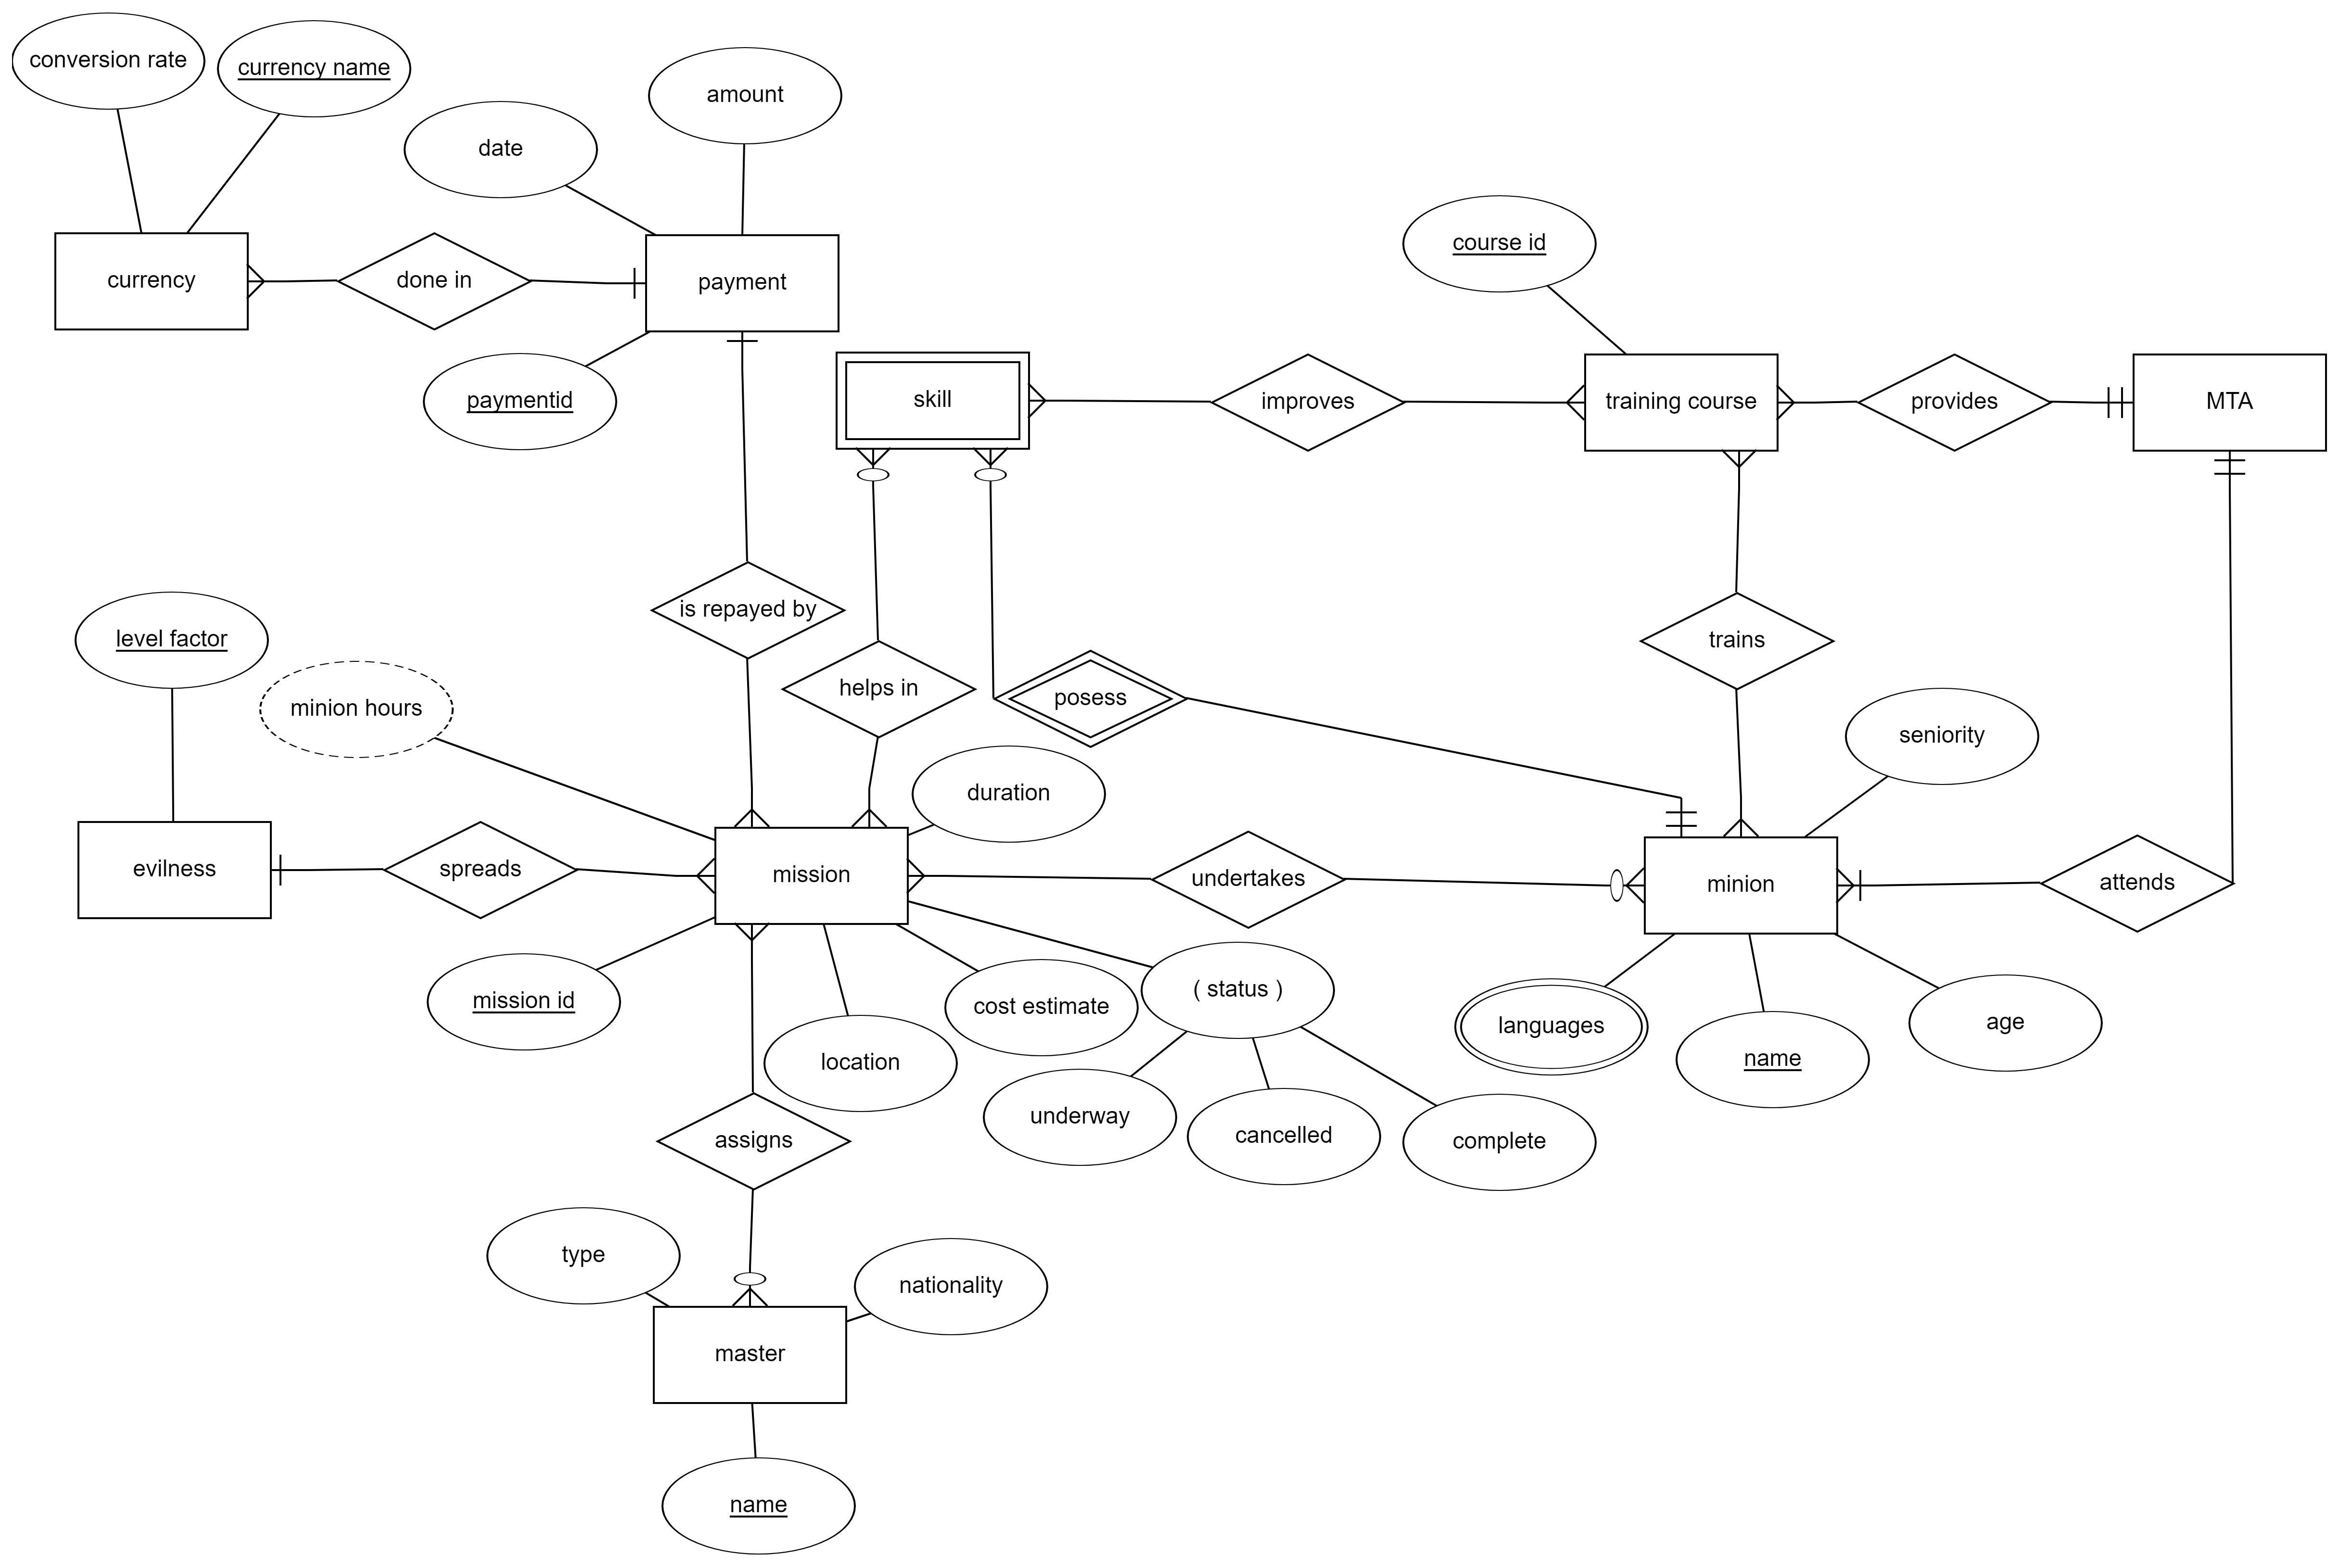 conversion rate
currency name
amount
date
course id
currency
done in
payment
paymentid
skill
improves
training course
provides
MTA
is repayed by
level factor
minion hours
helps in
posess
trains
seniority
duration
evilness
spreads
mission
undertakes
minion
attends
mission id
cost estimate
( status )
location
languages
name
age
underway
cancelled
complete
assigns
type
nationality
master
name